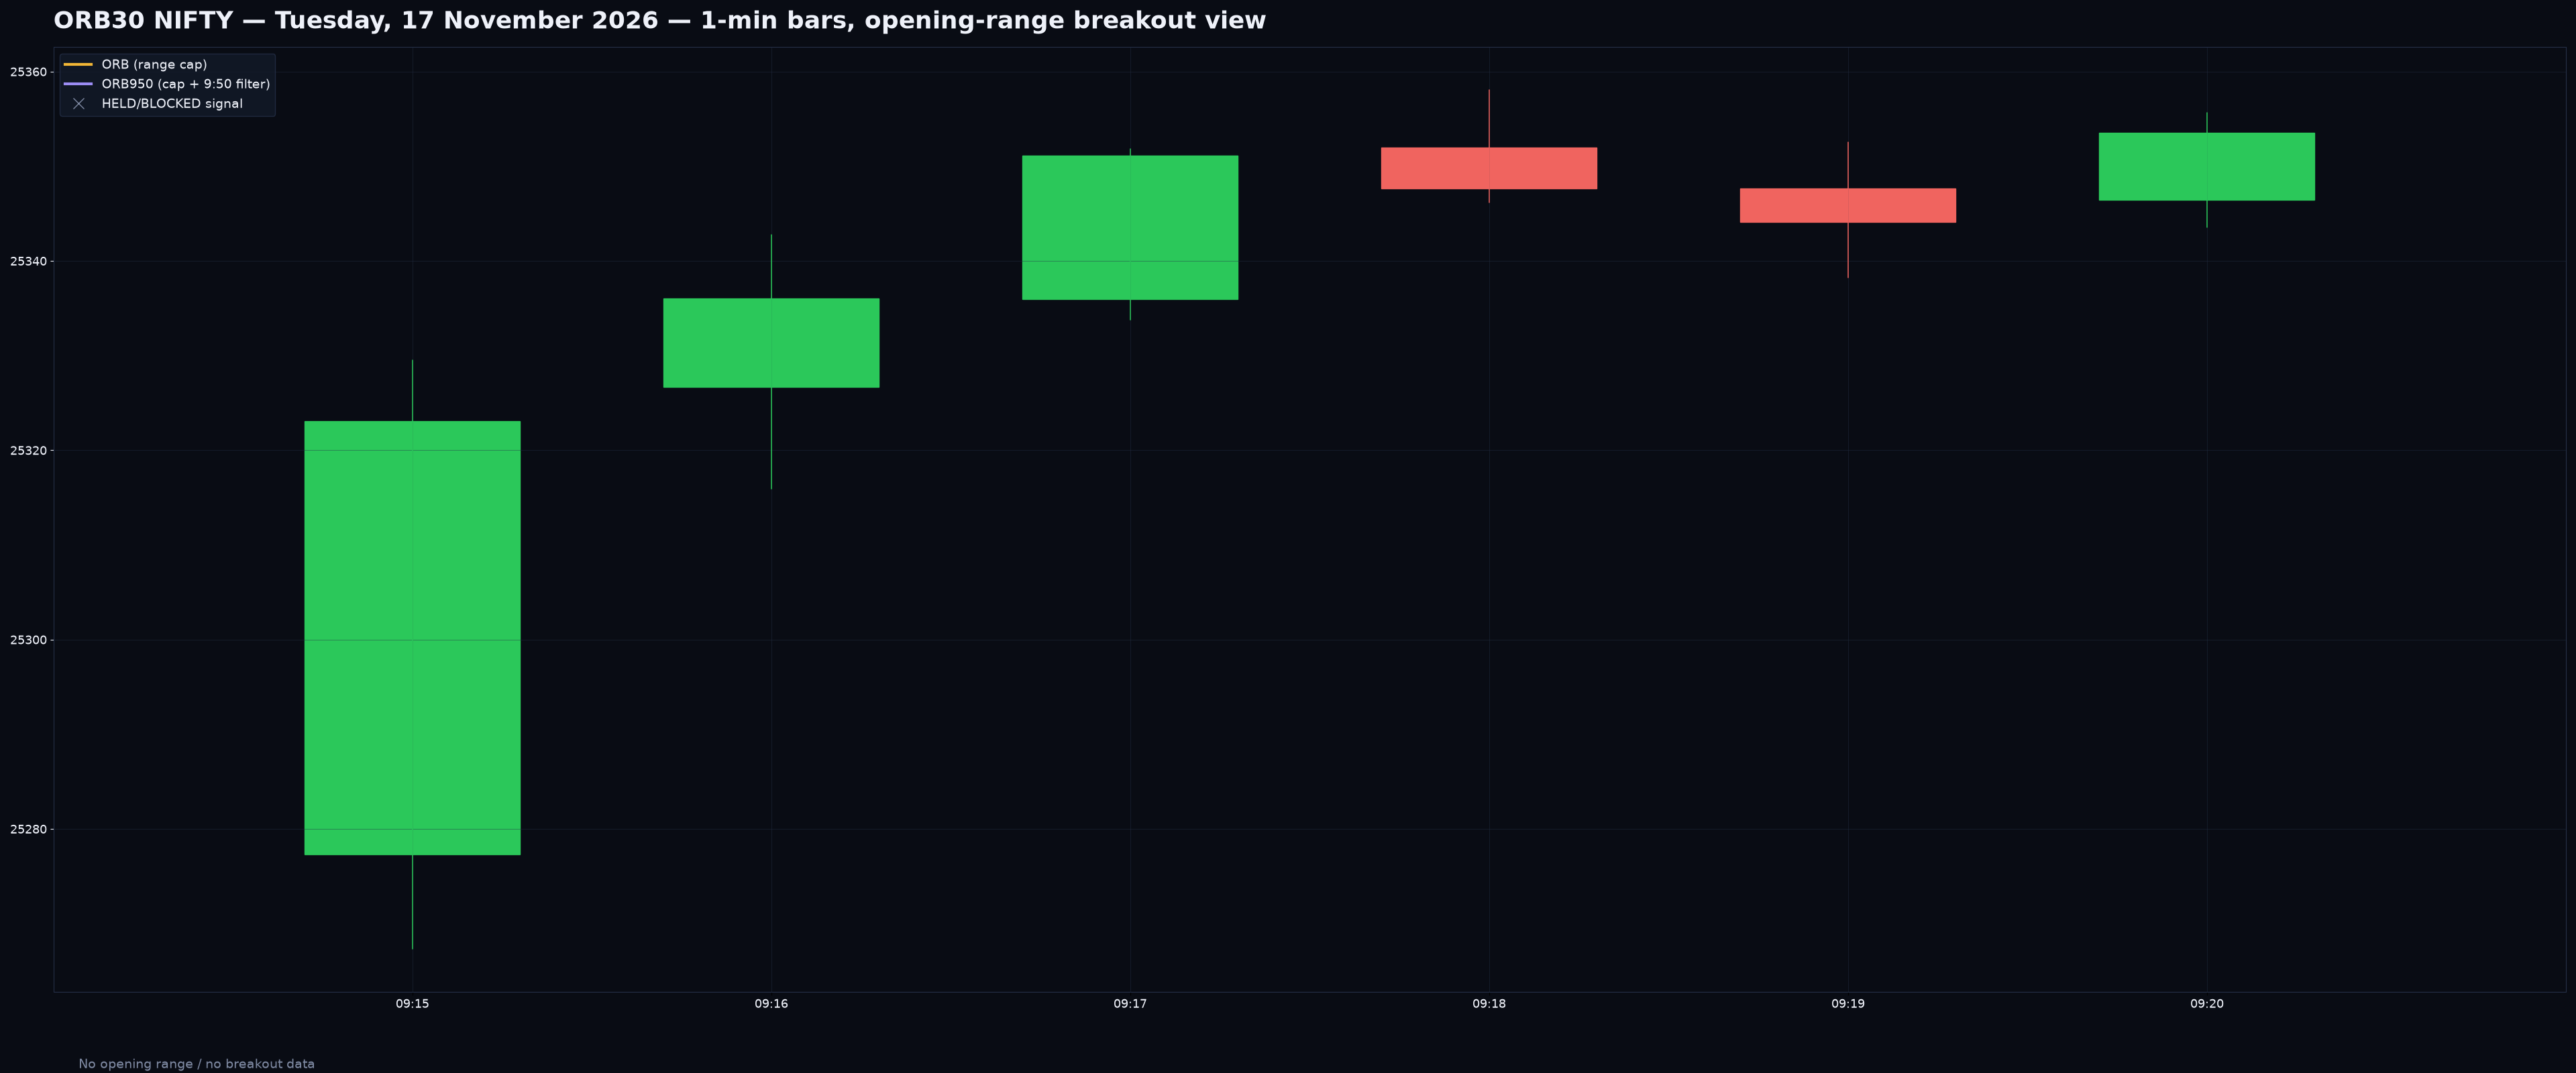 ORB30 NIFTY — Tuesday, 17 November 2026 — 1-min bars, opening-range breakout view
ORB (range cap)
ORB950 (cap + 9:50 filter)
HELD/BLOCKED signal
25360
25340
25320
25300
25280
09:15 09:16 09:17 09:18 09:19 09:20
No opening range / no breakout data